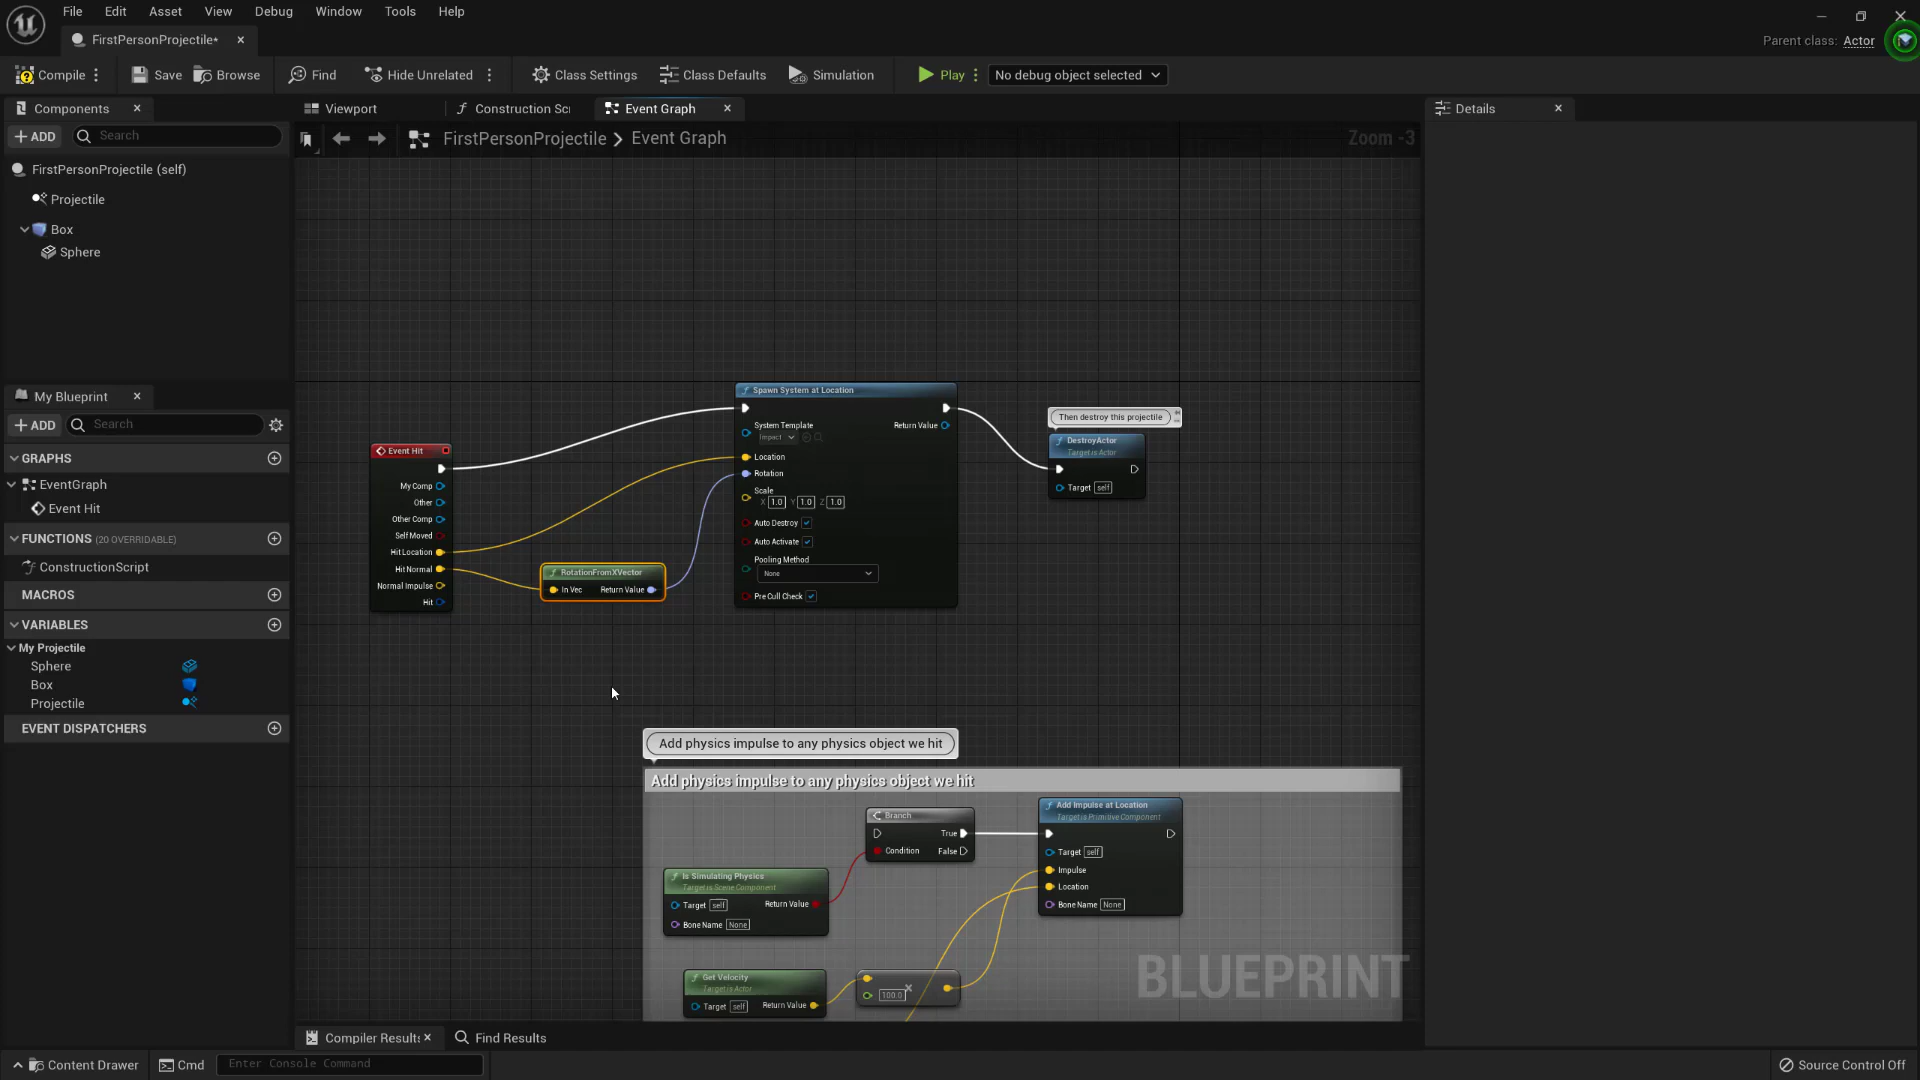 File Edit Asset View Debug Window Tools Help
FirstPersonProjectile*
Parent class: Actor
Compile Save Browse Find Hide Unrelated Class Settings Class Defaults Simulation Play No debug object selected
Components Viewport Construction Sc Event Graph Details
ADD Search
FirstPersonProjectile > Event Graph
Zoom -3
FirstPersonProjectile (self)
Projectile
Box
Sphere
My Blueprint
ADD Search
GRAPHS
EventGraph
Event Hit
FUNCTIONS (20 OVERRIDABLE)
ConstructionScript
MACROS
VARIABLES
My Projectile
Sphere
Box
Projectile
EVENT DISPATCHERS
Event Hit
My Comp
Other
Other Comp
Self Moved
Hit Location
Hit Normal
Normal Impulse
Hit
RotationFromXVector
In Vec Return Value
Spawn System at Location
System Template Return Value
Impact
Location
Rotation
Scale
X 1.0 Y 1.0 Z 1.0
Auto Destroy
Auto Activate
Pooling Method
None
Pre Cull Check
Then destroy this projectile
DestroyActor
Target is Actor
Target self
Add physics impulse to any physics object we hit
Add physics impulse to any physics object we hit
Branch
True
Condition False
Add Impulse at Location
Target is Primitive Component
Target self
Impulse
Location
Bone Name None
Is Simulating Physics
Target is Scene Component
Target self Return Value
Bone Name None
Get Velocity
Target is Actor
Target self Return Value
100.0
BLUEPRINT
Compiler Results Find Results
Content Drawer Cmd Enter Console Command Source Control Off